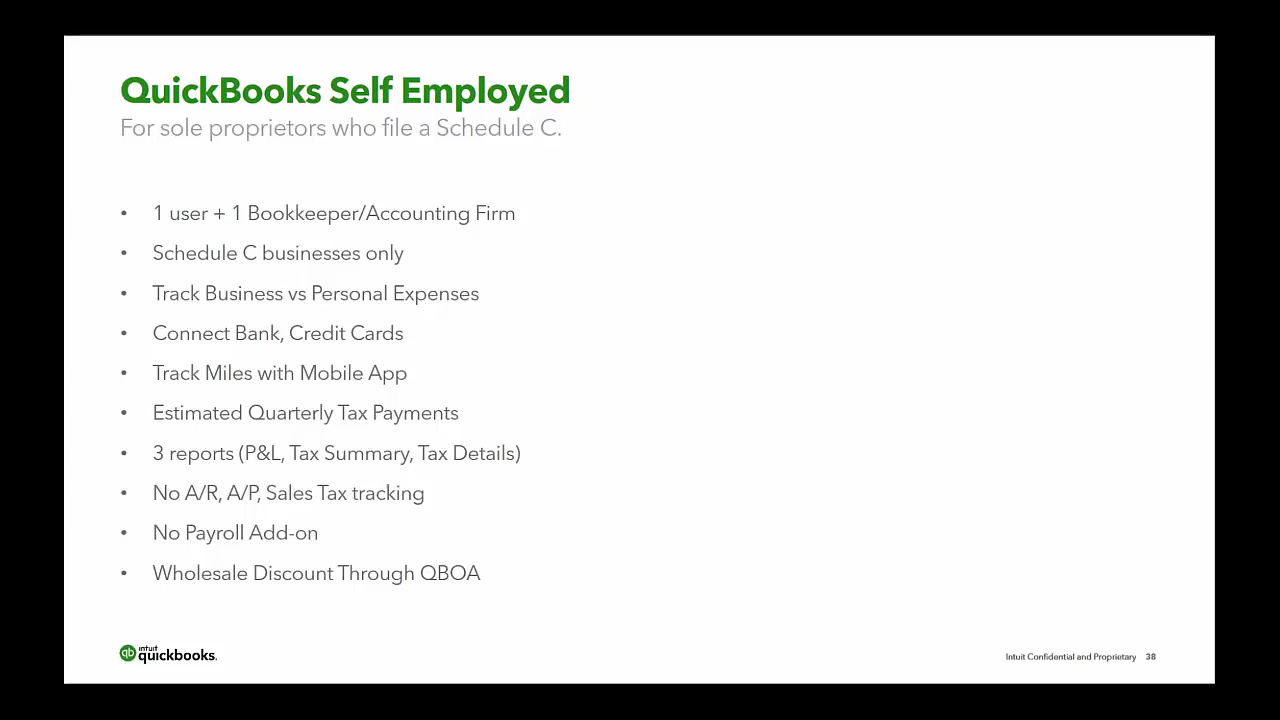 QuickBooks Self Employed
For sole proprietors who file a Schedule C.
• 1 user + 1 Bookkeeper/Accounting Firm
• Schedule C businesses only
• Track Business vs Personal Expenses
• Connect Bank, Credit Cards
• Track Miles with Mobile App
• Estimated Quarterly Tax Payments
• 3 reports (P&L, Tax Summary, Tax Details)
• No A/R, A/P, Sales Tax tracking
• No Payroll Add-on
• Wholesale Discount Through QBOA
qb intuit
quickbooks.
Intuit Confidential and Proprietary 38